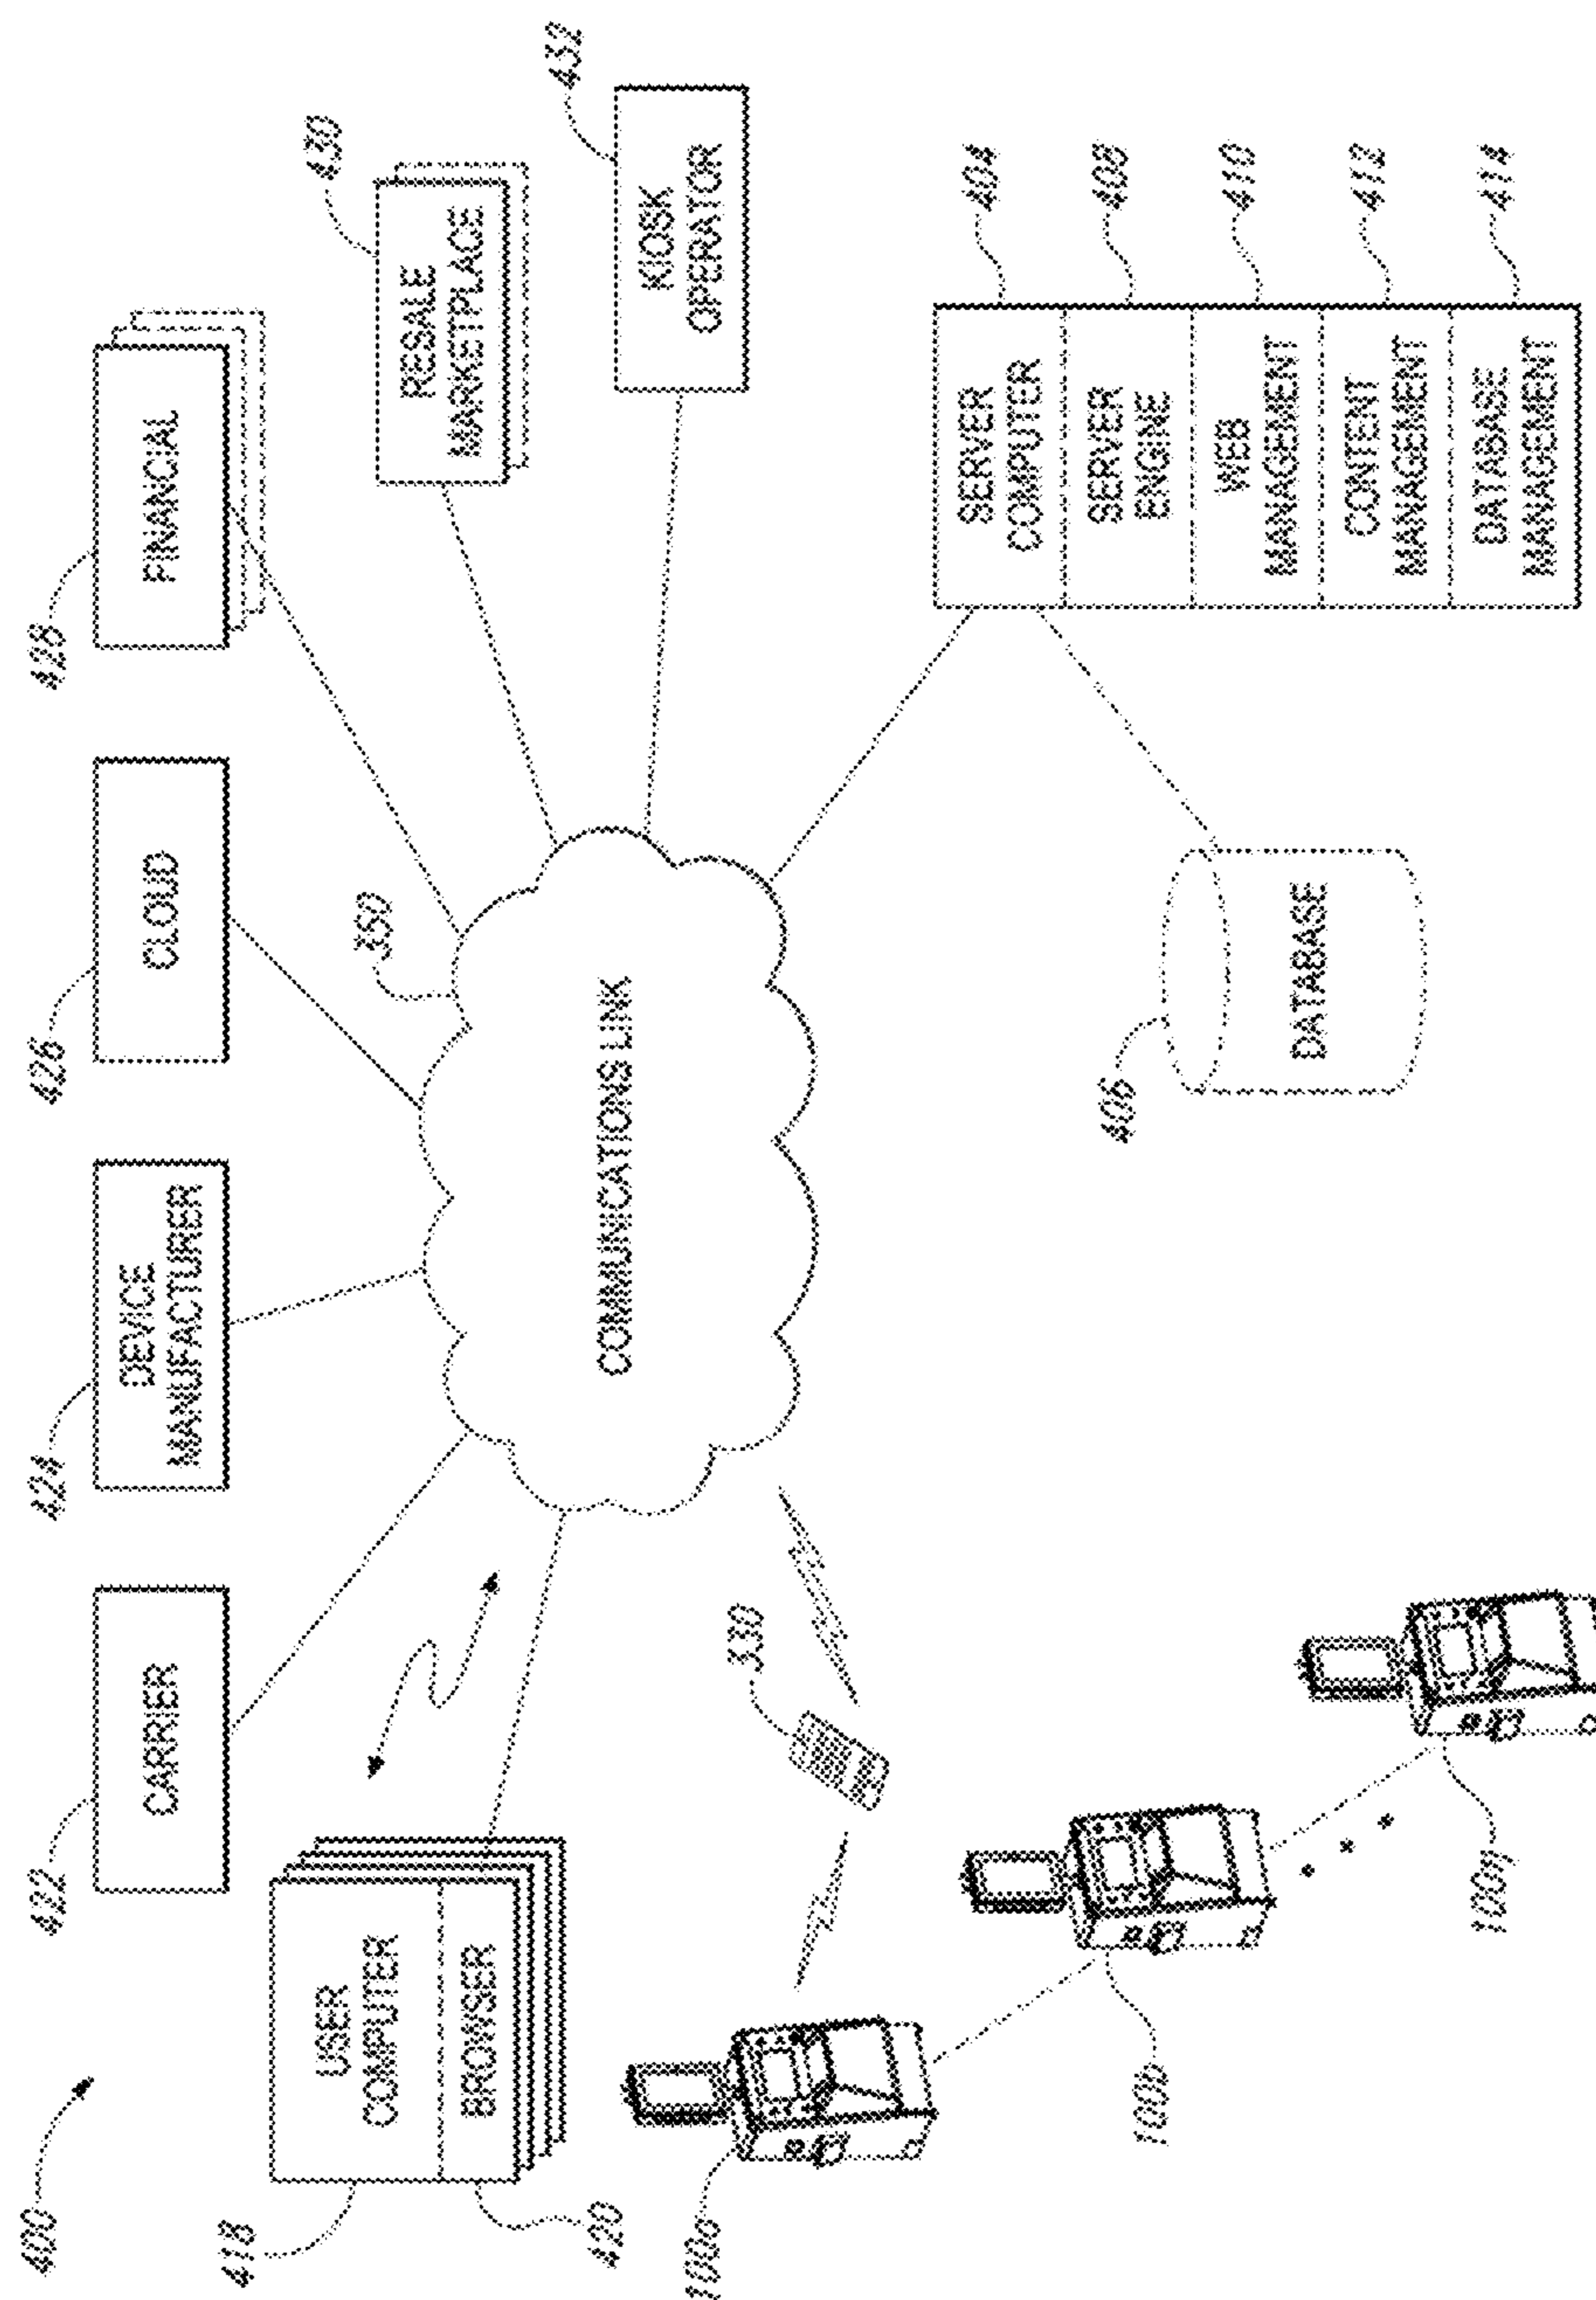 400
422
CARRIER
424
DEVICE
MANUFACTURER
426
CLOUD
428
FINANCIAL
418
USER
COMPUTER
BROWSER
420
350
COMMUNICATIONS LINK
430
RESALE
MARKETPLACE
432
KIOSK
OPERATOR
330
100a
100b
100n
406
DATABASE
SERVER
COMPUTER
404
SERVER
ENGINE
408
WEB
MANAGEMENT
410
CONTENT
MANAGEMENT
412
DATABASE
MANAGEMENT
414